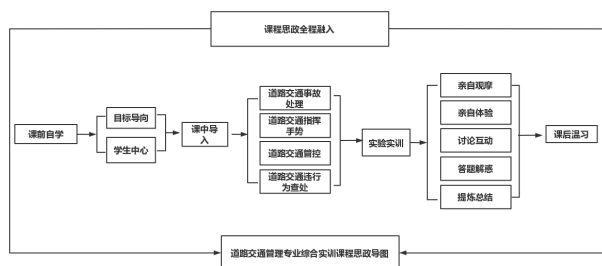 课程思政全程融入
课前自学
目标导向
学生中心
课中导
入
道路交通事故
处理
道路交通指挥
手势
道路交通管控
道路交通违行
为查处
实验实训
亲自观摩
亲自体验
讨论互动
答题解惑
提炼总结
课后温习
道路交通管理专业综合实训课程思政导图